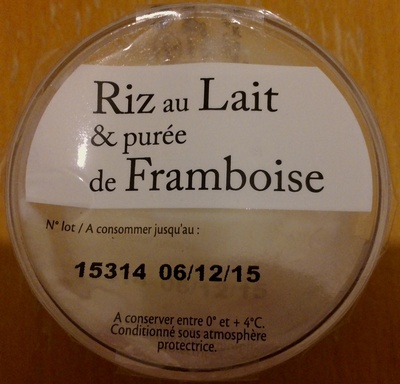 Riz au Lait
& purée
de Framboise
N° lot / A consommer jusqu'au :
15314 06/12/15
A conserver entre 0° et + 4°C.
Conditionné sous atmosphère
protectrice.